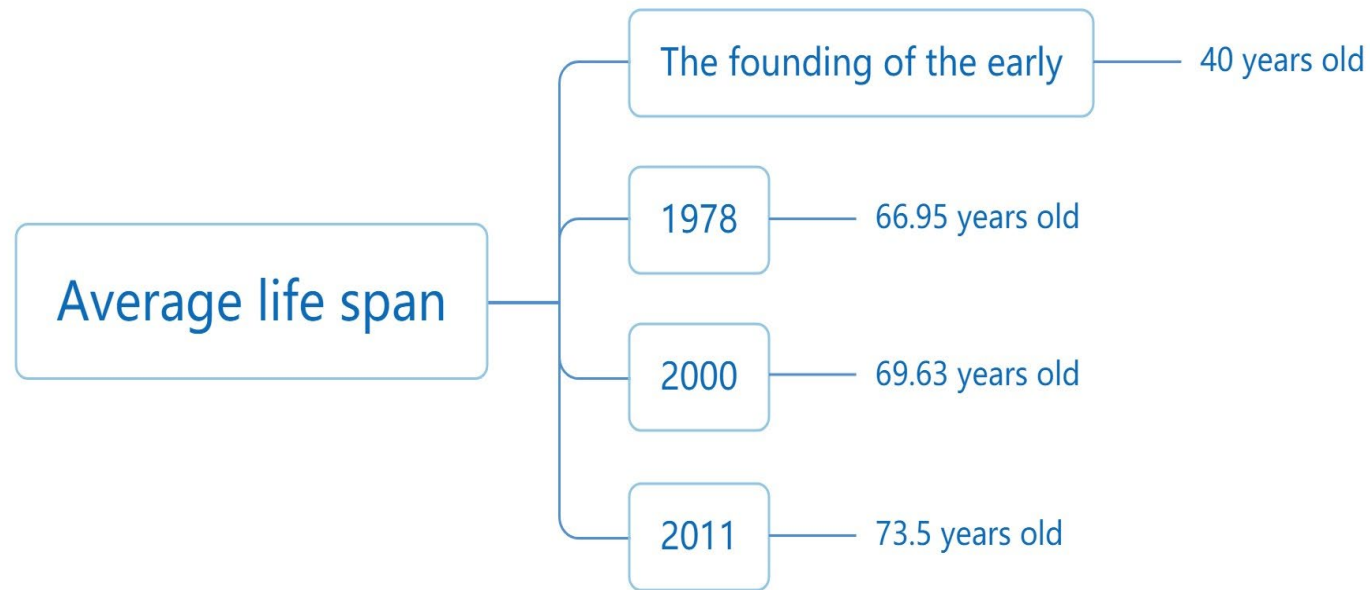 Average life span
The founding of the early
40 years old
1978
66.95 years old
2000
69.63 years old
2011
73.5 years old